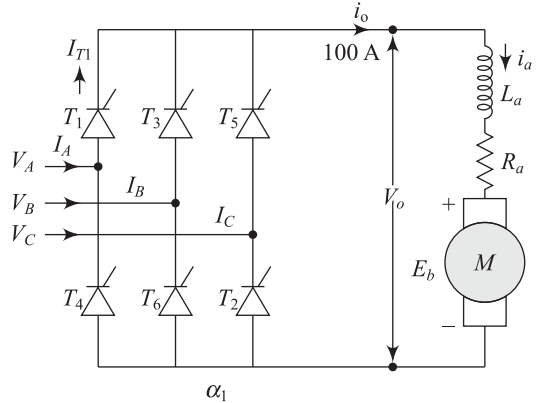 i_o
100 A
I_T1
i_a
T_1
T_3
T_5
L_a
I_A
V_A
R_a
I_B
V_B
V_o
+
I_C
V_C
E_b
M
T_4
T_6
T_2
−
α_1